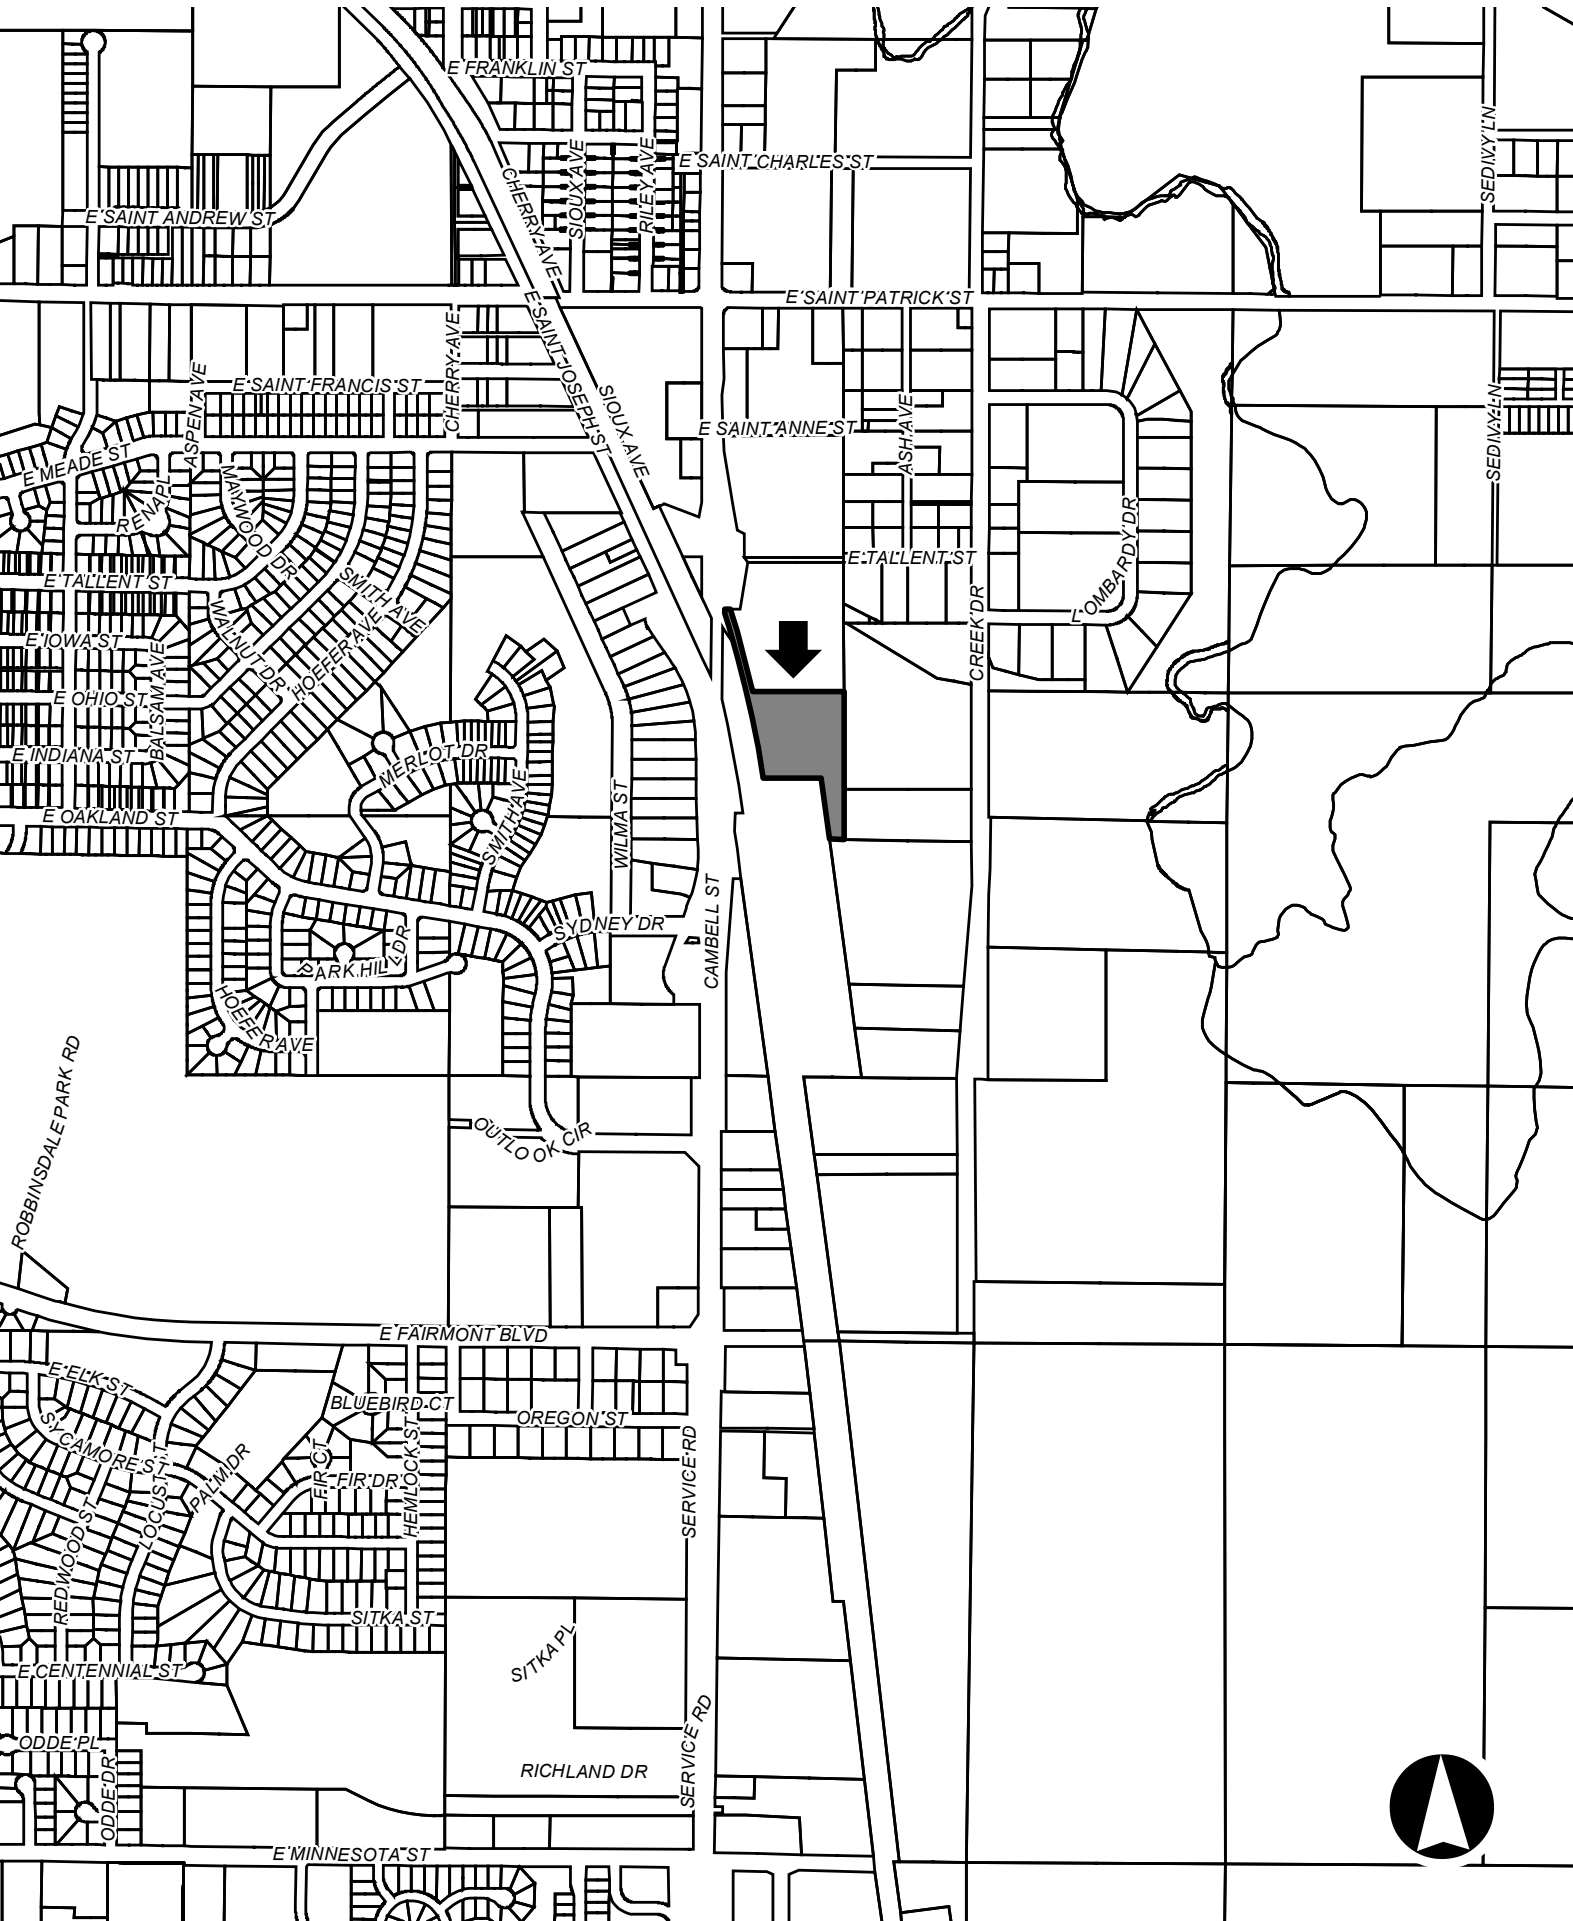 E FRANKLIN ST
SEDIVY LN
CHERRY AVE
SIOUX AVE
RILEY AVE
E SAINT CHARLES ST
E SAINT ANDREW ST
E SAINT PATRICK ST
E SAINT JOSEPH ST
CHERRY AVE
ASPEN AVE
E SAINT FRANCIS ST
SIOUX AVE
E SAINT ANNE ST
ASH AVE
SEDIVY LN
E MEADE ST
RENA PL
MAYWOOD DR
E TALLENT ST
SMITH AVE
E TALLENT ST
LOMBARDY DR
CREEK DR
E IOWA ST
WALNUT DR
HOEFER AVE
E OHIO ST
BALSAM AVE
E INDIANA ST
MERLOT DR
SMITH AVE
WILMA ST
E OAKLAND ST
CAMBELL ST
SYDNEY DR
PARK HILL DR
HOEFER AVE
ROBBINSDALE PARK RD
OUTLOOK CIR
E FAIRMONT BLVD
E ELK ST
BLUEBIRD CT
OREGON ST
SYCAMORE ST
PALM DR
FIR CT
FIR DR
HEMLOCK ST
SERVICE RD
LOCUST ST
REDWOOD ST
SITKA ST
SITKA PL
E CENTENNIAL ST
SERVICE RD
ODDE PL
ODDE DR
RICHLAND DR
E MINNESOTA ST